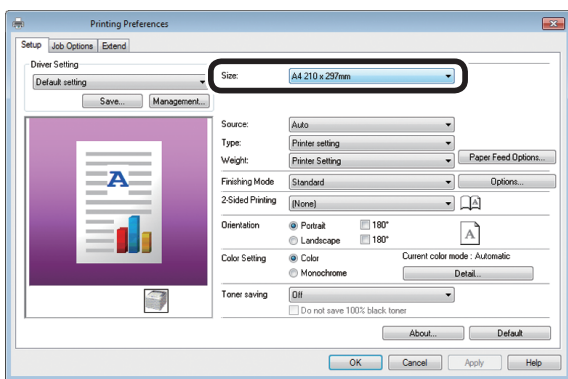 Printing Preferences
Setup Job Options Extend
Driver Setting
Default setting
Save... Management...
Size: A4 210 x 297mm
Source: Auto
Type: Printer setting
Weight: Printer Setting Paper Feed Options...
Finishing Mode Standard Options...
2-Sided Printing (None)
Orientation Portrait 180°
Landscape 180°
Color Setting Color Current color mode : Automatic
Monochrome Detail...
Toner saving Off
Do not save 100% black toner
About... Default
OK Cancel Apply Help
A
A